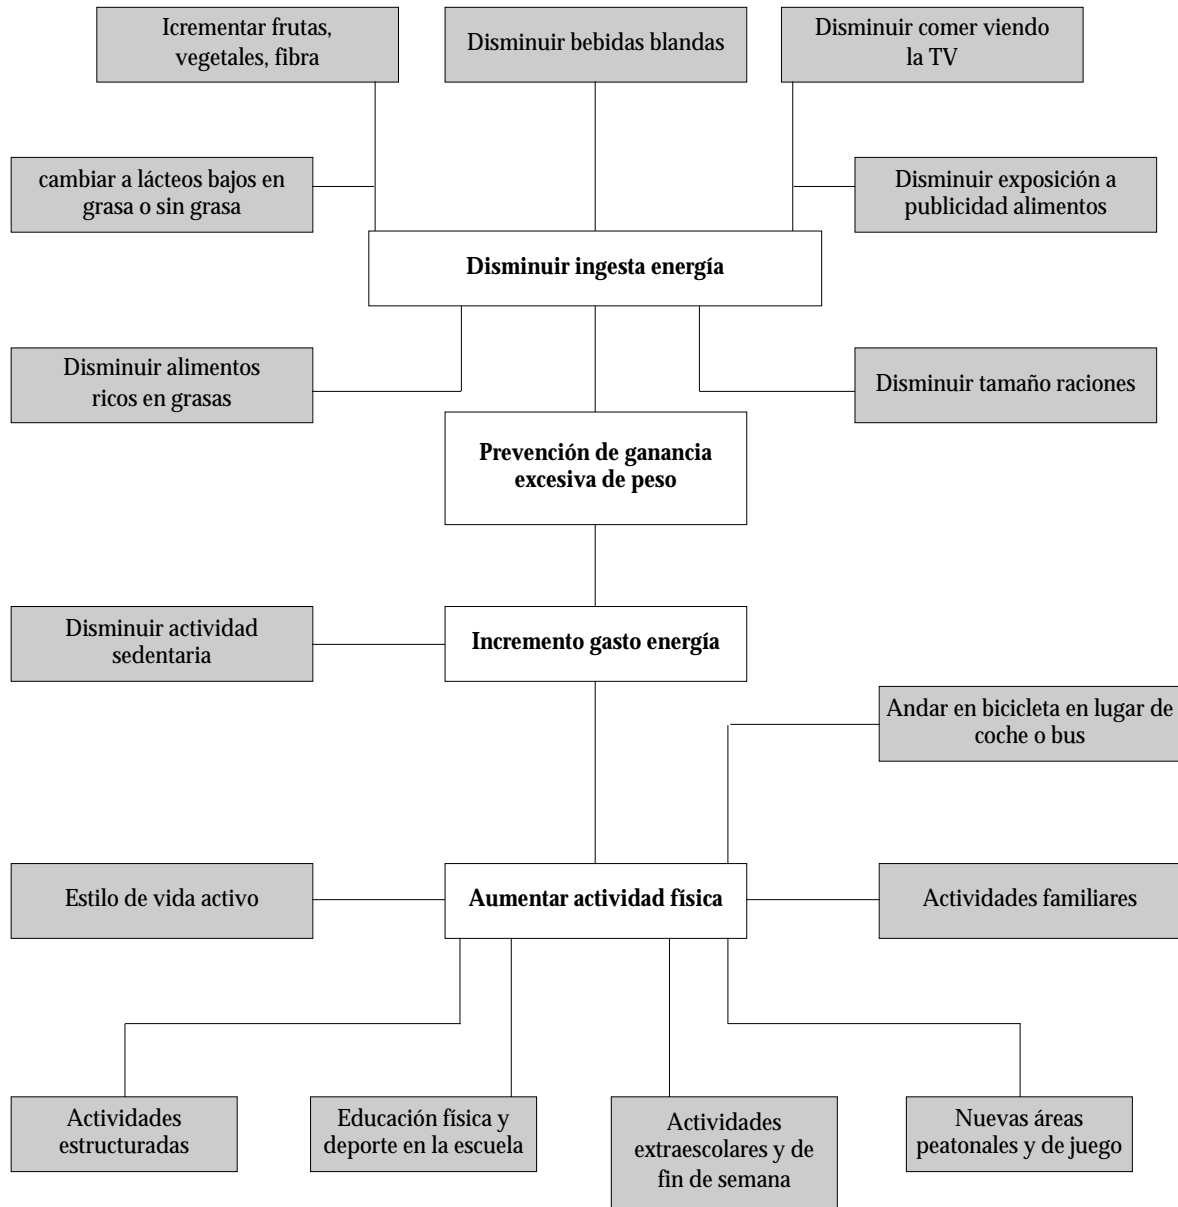 Icrementar frutas,
vegetales, fibra
Disminuir bebidas blandas
Disminuir comer viendo
la TV
cambiar a lácteos bajos en
grasa o sin grasa
Disminuir exposición a
publicidad alimentos
Disminuir ingesta energía
Disminuir alimentos
ricos en grasas
Disminuir tamaño raciones
Prevención de ganancia
excesiva de peso
Disminuir actividad
sedentaria
Incremento gasto energía
Andar en bicicleta en lugar de
coche o bus
Estilo de vida activo
Aumentar actividad física
Actividades familiares
Actividades
estructuradas
Educación física y
deporte en la escuela
Actividades
extraescolares y de
fin de semana
Nuevas áreas
peatonales y de juego